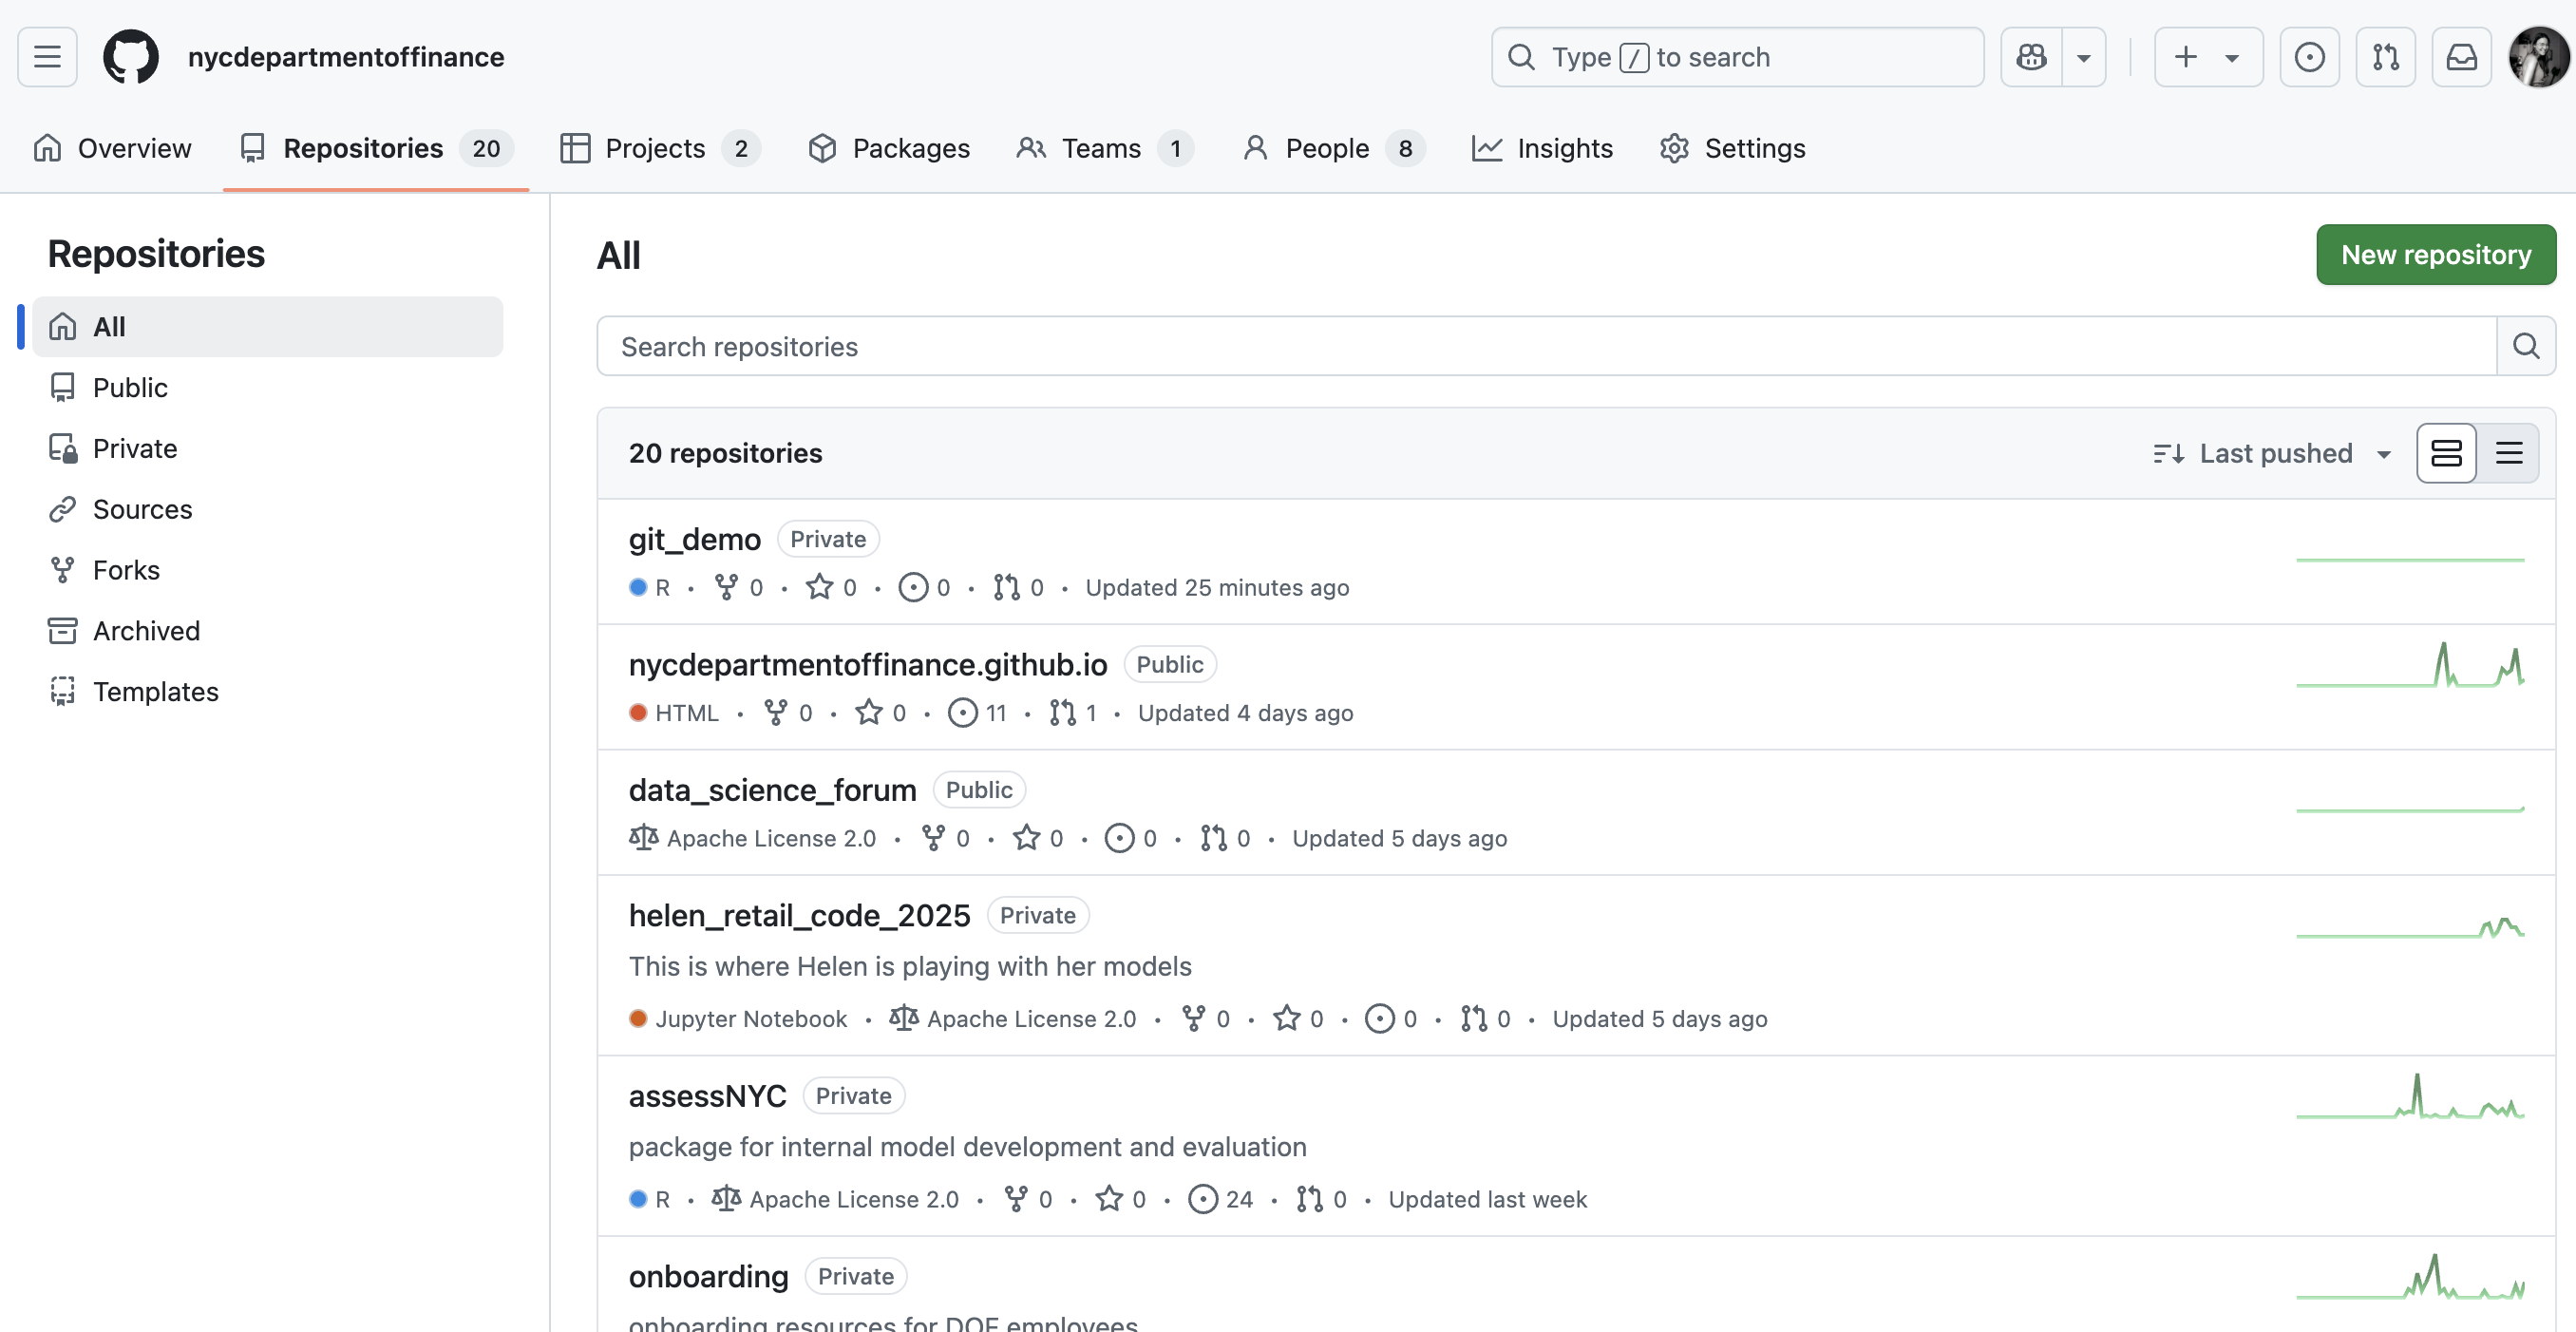 nycdepartmentoffinance
Type / to search
Overview
Repositories 20
Projects 2
Packages
Teams 1
People 8
Insights
Settings
Repositories
All
Public
Private
Sources
Forks
Archived
Templates
All
New repository
Search repositories
20 repositories
Last pushed
git_demo Private
R · 0 · 0 · 0 · 0 · Updated 25 minutes ago
nycdepartmentoffinance.github.io Public
HTML · 0 · 0 · 11 · 1 · Updated 4 days ago
data_science_forum Public
Apache License 2.0 · 0 · 0 · 0 · 0 · Updated 5 days ago
helen_retail_code_2025 Private
This is where Helen is playing with her models
Jupyter Notebook · Apache License 2.0 · 0 · 0 · 0 · 0 · Updated 5 days ago
assessNYC Private
package for internal model development and evaluation
R · Apache License 2.0 · 0 · 0 · 24 · 0 · Updated last week
onboarding Private
onboarding resources for DOF employees